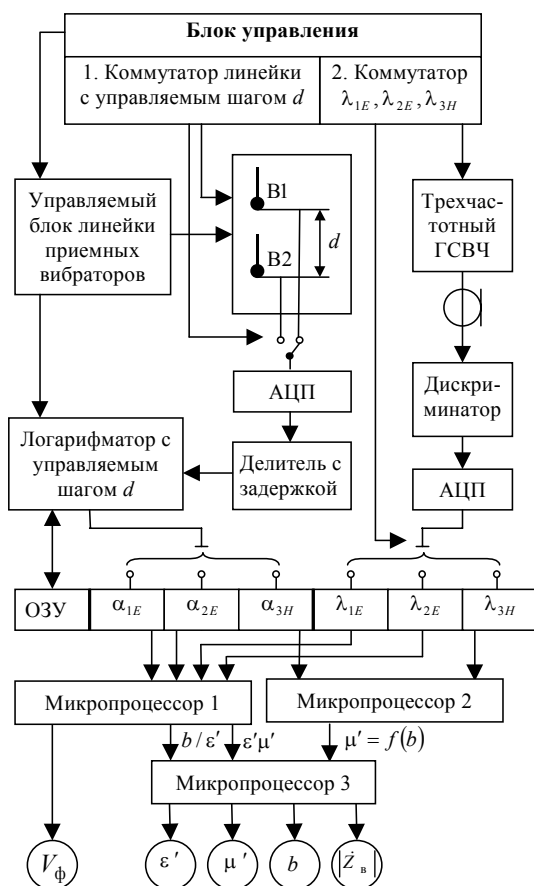 Блок управления
1. Коммутатор линейки
с управляемым шагом d
2. Коммутатор
λ1E, λ2E, λ3H
Управляемый
блок линейки
приемных
вибраторов
В1
d
В2
Трехчас-
тотный
ГСВЧ
АЦП
Дискри-
минатор
Логарифматор с
управляемым
шагом d
Делитель с
задержкой
АЦП
ОЗУ
α1E
α2E
α3H
λ1E
λ2E
λ3H
Микропроцессор 1
Микропроцессор 2
b / ε′
ε′μ′
μ′ = f(b)
Микропроцессор 3
Vф
ε′
μ′
b
|Żв|